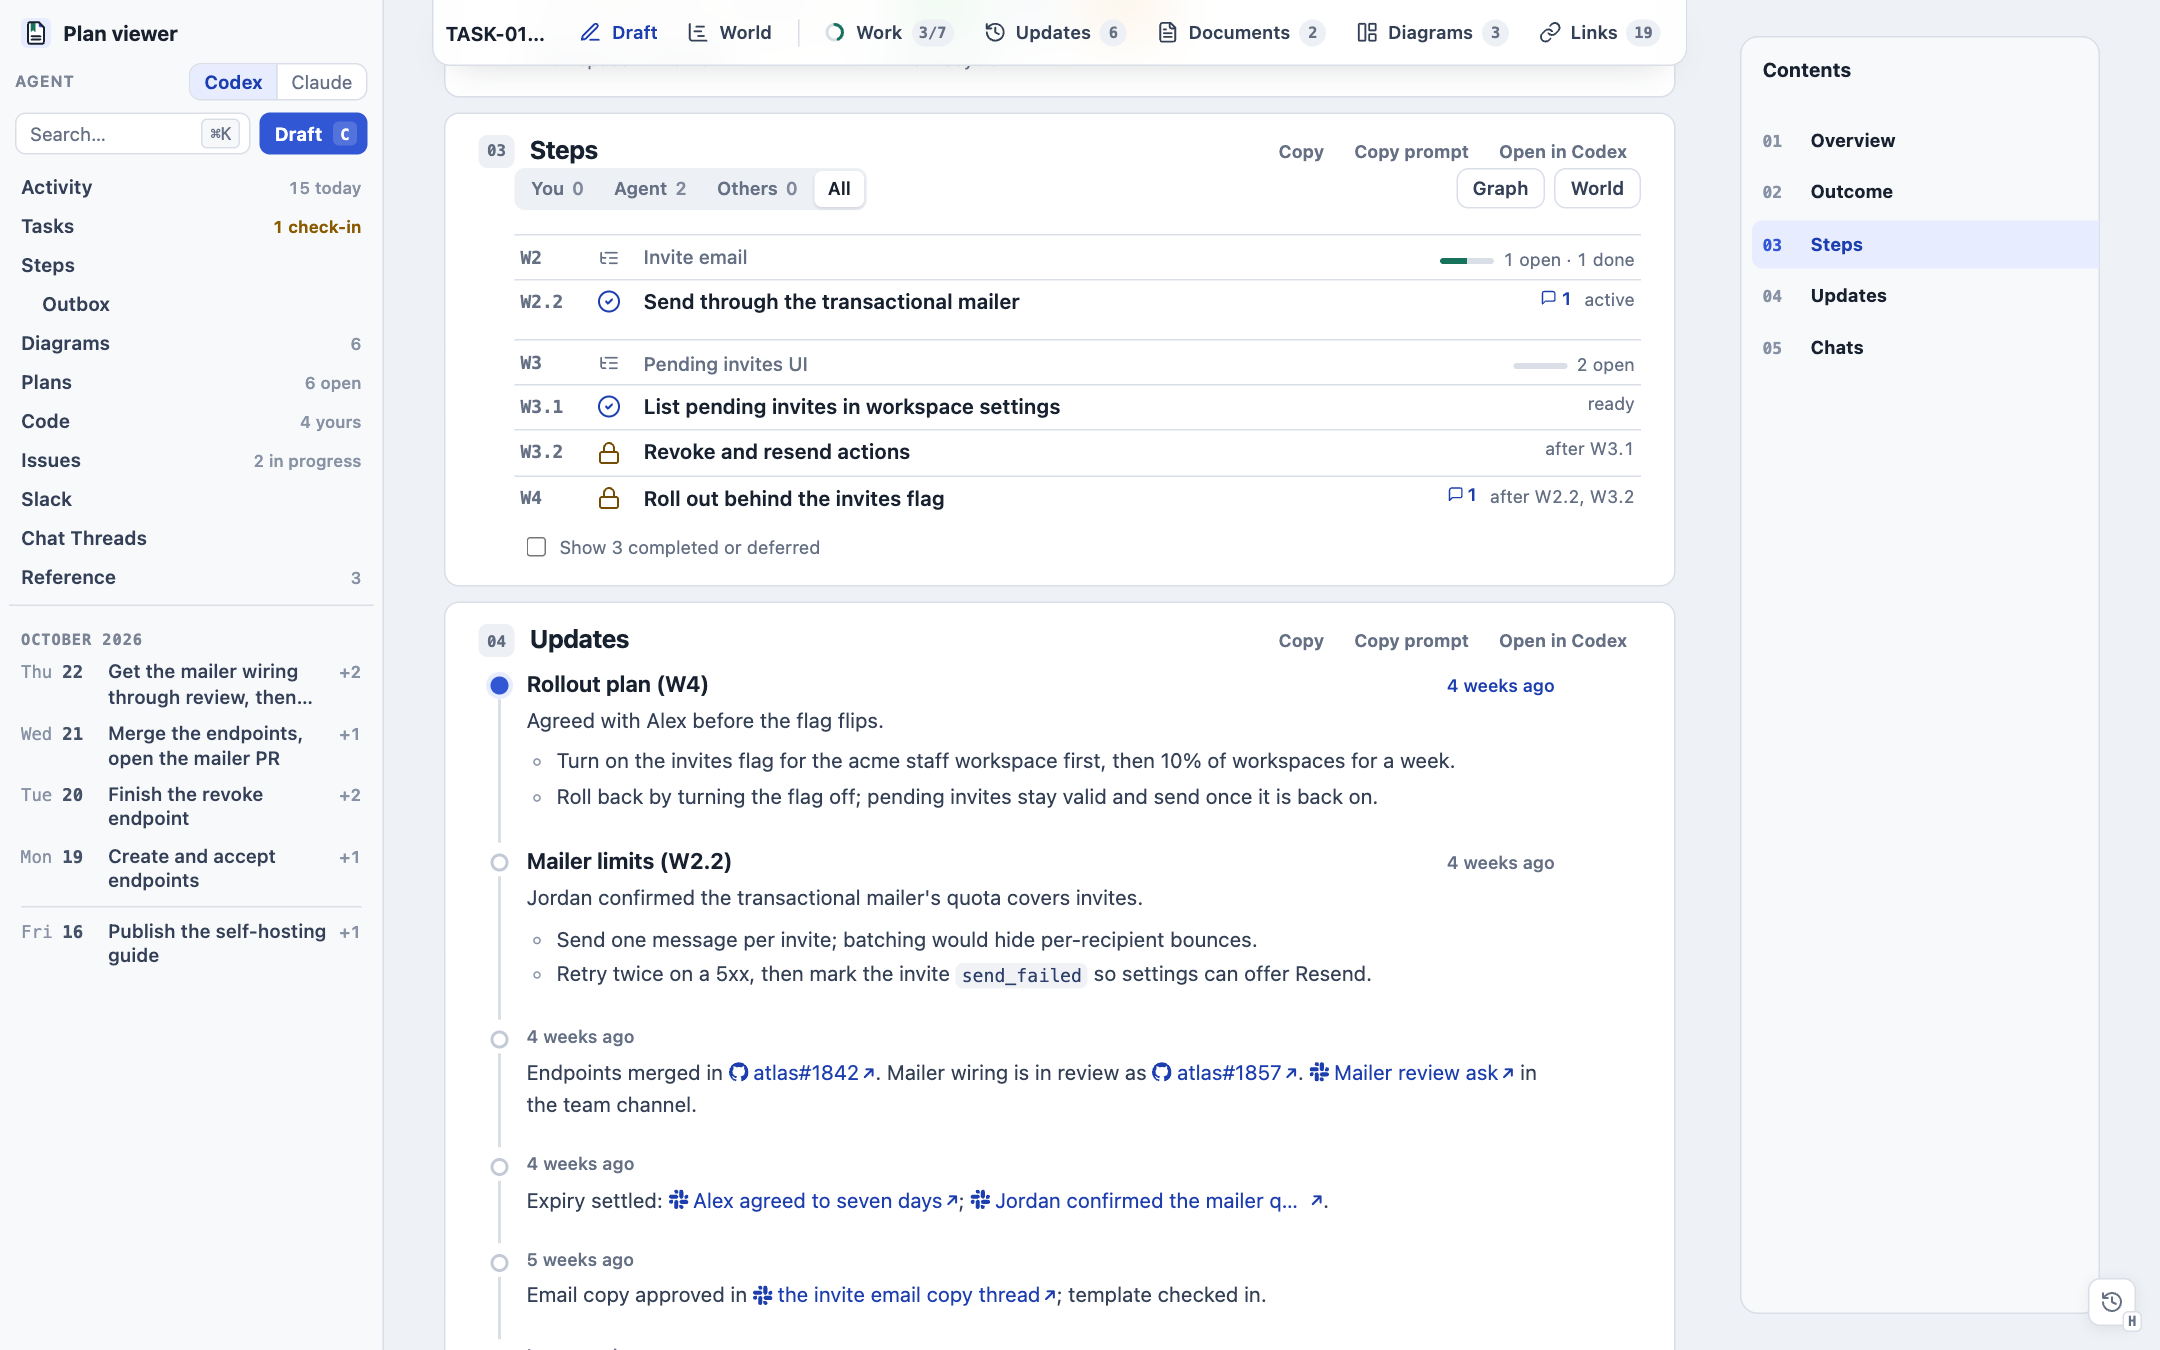 Plan viewer
AGENT
Codex
Claude
Search...
⌘K
Draft C
Activity 15 today
Tasks 1 check-in
Steps
Outbox
Diagrams 6
Plans 6 open
Code 4 yours
Issues 2 in progress
Slack
Chat Threads
Reference 3
OCTOBER 2026
Thu 22 Get the mailer wiring +2
through review, then...
Wed 21 Merge the endpoints, +1
open the mailer PR
Tue 20 Finish the revoke +2
endpoint
Mon 19 Create and accept +1
endpoints
Fri 16 Publish the self-hosting +1
guide
TASK-01... Draft World Work 3/7 Updates 6 Documents 2 Diagrams 3 Links 19
03 Steps Copy Copy prompt Open in Codex
You 0 Agent 2 Others 0 All Graph World
W2 Invite email 1 open · 1 done
W2.2 Send through the transactional mailer 1 active
W3 Pending invites UI 2 open
W3.1 List pending invites in workspace settings ready
W3.2 Revoke and resend actions after W3.1
W4 Roll out behind the invites flag 1 after W2.2, W3.2
Show 3 completed or deferred
04 Updates Copy Copy prompt Open in Codex
Rollout plan (W4) 4 weeks ago
Agreed with Alex before the flag flips.
Turn on the invites flag for the acme staff workspace first, then 10% of workspaces for a week.
Roll back by turning the flag off; pending invites stay valid and send once it is back on.
Mailer limits (W2.2) 4 weeks ago
Jordan confirmed the transactional mailer's quota covers invites.
Send one message per invite; batching would hide per-recipient bounces.
Retry twice on a 5xx, then mark the invite send_failed so settings can offer Resend.
4 weeks ago
Endpoints merged in atlas#1842↗. Mailer wiring is in review as atlas#1857↗. Mailer review ask↗ in
the team channel.
4 weeks ago
Expiry settled: Alex agreed to seven days↗; Jordan confirmed the mailer q... ↗.
5 weeks ago
Email copy approved in the invite email copy thread↗; template checked in.
Contents
01 Overview
02 Outcome
03 Steps
04 Updates
05 Chats
H